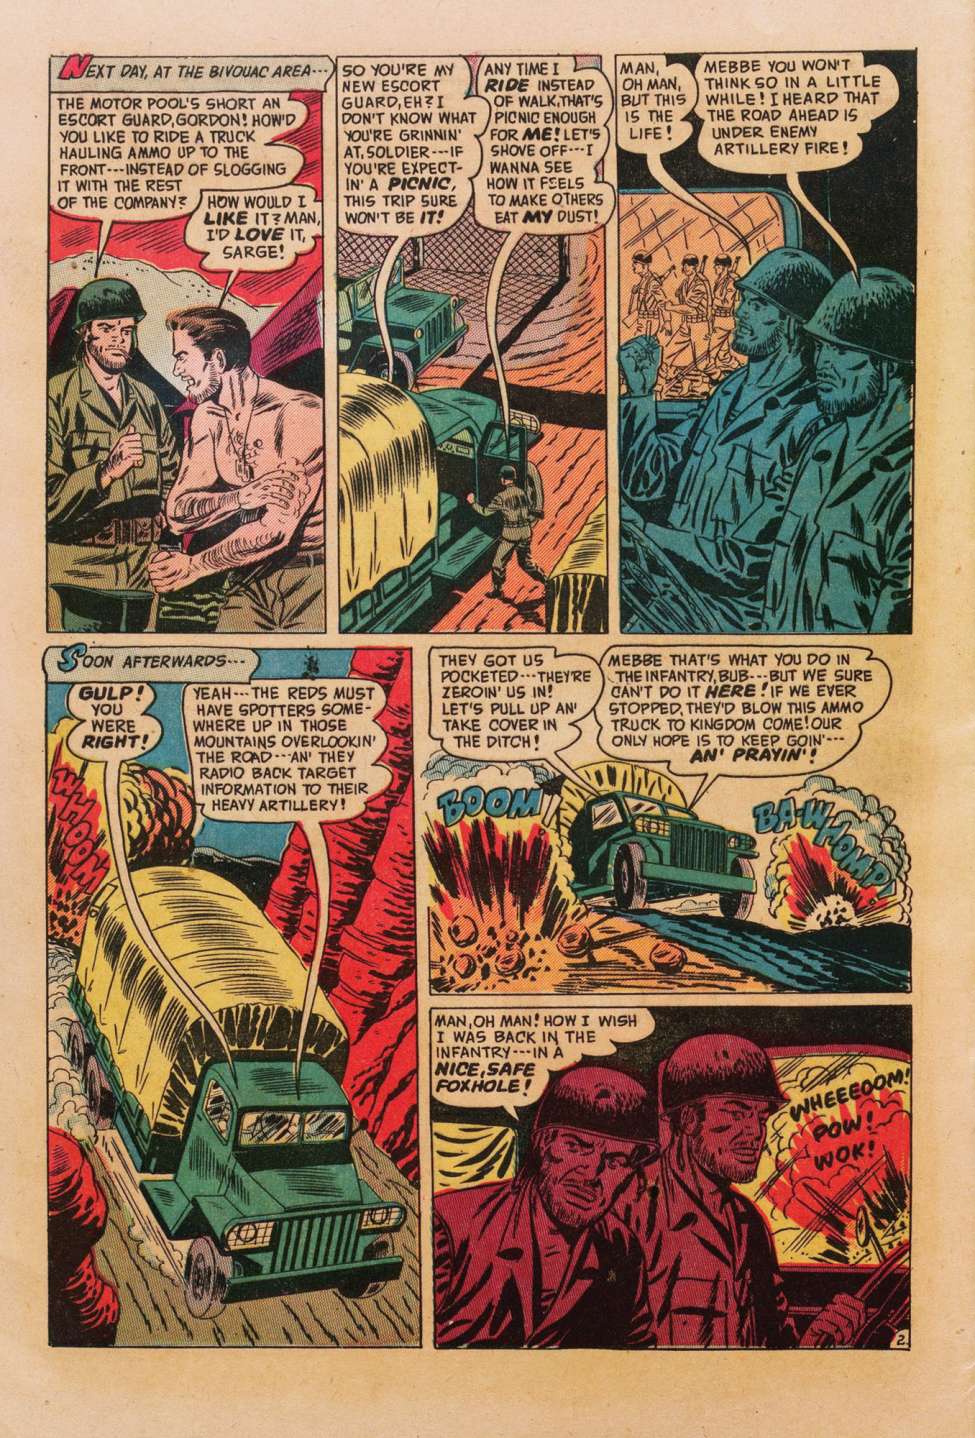 NEXT DAY, AT THE BIVOUAC AREA---
THE MOTOR POOL'S SHORT AN
ESCORT GUARD, GORDON! HOW'D
YOU LIKE TO RIDE A TRUCK
HAULING AMMO UP TO THE
FRONT---INSTEAD OF SLOGGING
IT WITH THE REST
OF THE COMPANY?
HOW WOULD I
LIKE IT? MAN,
I'D LOVE IT,
SARGE!
SO YOU'RE MY
NEW ESCORT
GUARD, EH? I
DON'T KNOW WHAT
YOU'RE GRINNIN'
AT, SOLDIER---IF
YOU'RE EXPECT-
IN' A PICNIC,
THIS TRIP SURE
WON'T BE IT!
ANY TIME I
RIDE INSTEAD
OF WALK, THAT'S
PICNIC ENOUGH
FOR ME! LET'S
SHOVE OFF---I
WANNA SEE
HOW IT FEELS
TO MAKE OTHERS
EAT MY DUST!
MAN,
OH MAN,
BUT THIS
IS THE
LIFE!
MEBBE YOU WON'T
THINK SO IN A LITTLE
WHILE! I HEARD THAT
THE ROAD AHEAD IS
UNDER ENEMY
ARTILLERY FIRE!
SOON AFTERWARDS---
GULP!
YOU
WERE
RIGHT!
YEAH---THE REDS MUST
HAVE SPOTTERS SOME-
WHERE UP IN THOSE
MOUNTAINS OVERLOOKIN'
THE ROAD---AN' THEY
RADIO BACK TARGET
INFORMATION TO THEIR
HEAVY ARTILLERY!
WHOOOM
THEY GOT US
POCKETED---THEY'RE
ZEROIN' US IN!
LET'S PULL UP AN'
TAKE COVER IN
THE DITCH!
MEBBE THAT'S WHAT YOU DO IN
THE INFANTRY, BUB---BUT WE SURE
CAN'T DO IT HERE! IF WE EVER
STOPPED, THEY'D BLOW THIS AMMO
TRUCK TO KINGDOM COME! OUR
ONLY HOPE IS TO KEEP GOIN'---
AN' PRAYIN'!
BOOM
BA-WHOMP!
MAN, OH MAN! HOW I WISH
I WAS BACK IN THE
INFANTRY---IN A
NICE, SAFE
FOXHOLE!
WHEEEOOM!
POW!
WOK!
2